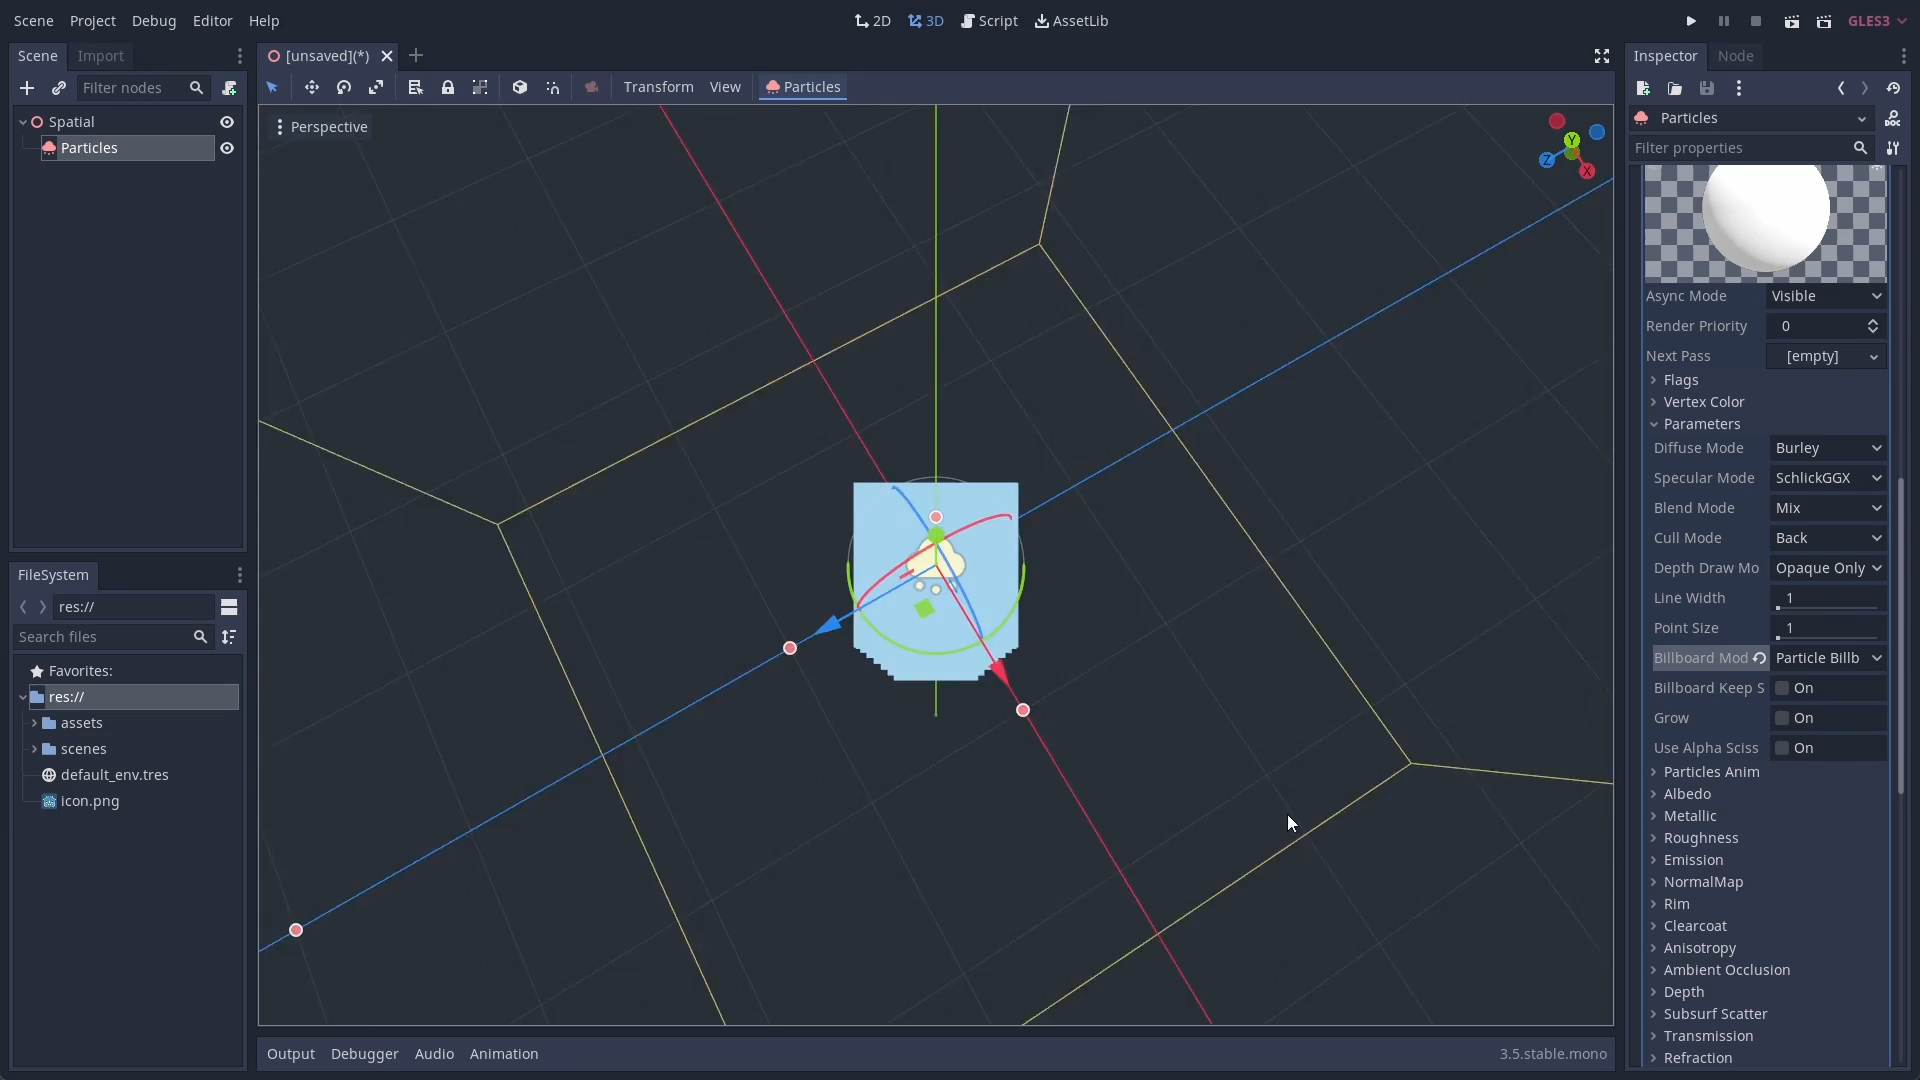 Scene Project Debug Editor Help
2D 3D Script AssetLib
GLES3
Scene Import
Filter nodes
Spatial
Particles
FileSystem
res://
Search files
Favorites:
res://
assets
scenes
default_env.tres
icon.png
[unsaved](*)
Transform View Particles
Perspective
Y
Z
X
Output Debugger Audio Animation 3.5.stable.mono
Inspector Node
Particles
Filter properties
Async Mode Visible
Render Priority 0
Next Pass [empty]
Flags
Vertex Color
Parameters
Diffuse Mode Burley
Specular Mode SchlickGGX
Blend Mode Mix
Cull Mode Back
Depth Draw Mo Opaque Only
Line Width 1
Point Size 1
Billboard Mod Particle Billb
Billboard Keep S On
Grow On
Use Alpha Sciss On
Particles Anim
Albedo
Metallic
Roughness
Emission
NormalMap
Rim
Clearcoat
Anisotropy
Ambient Occlusion
Depth
Subsurf Scatter
Transmission
Refraction